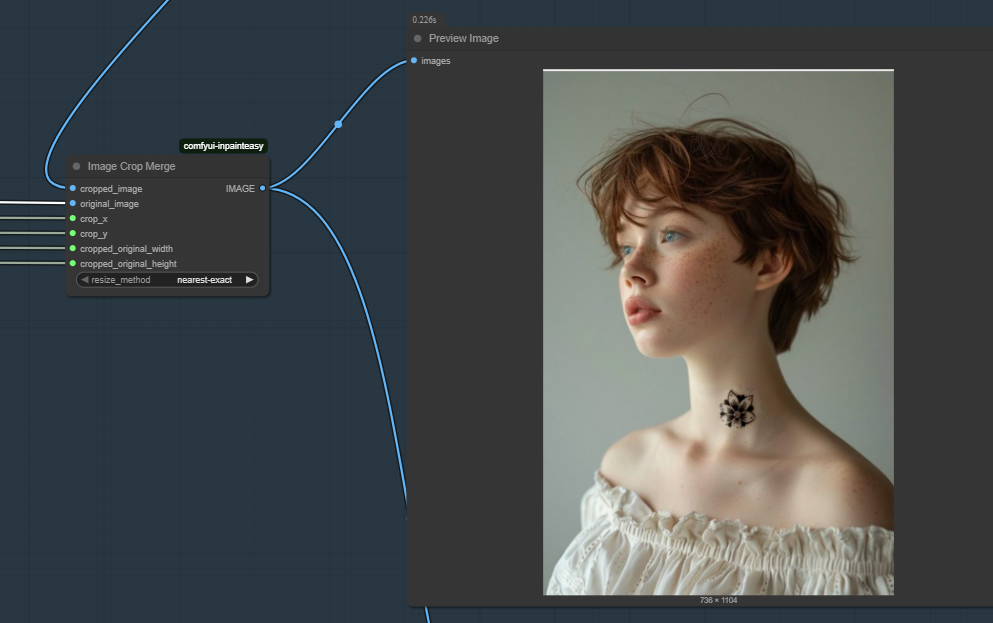 0.226s
Preview Image
images
comfyui-inpainteasy
Image Crop Merge
cropped_image IMAGE
original_image
crop_x
crop_y
cropped_original_width
cropped_original_height
resize_method nearest-exact
736 × 1104